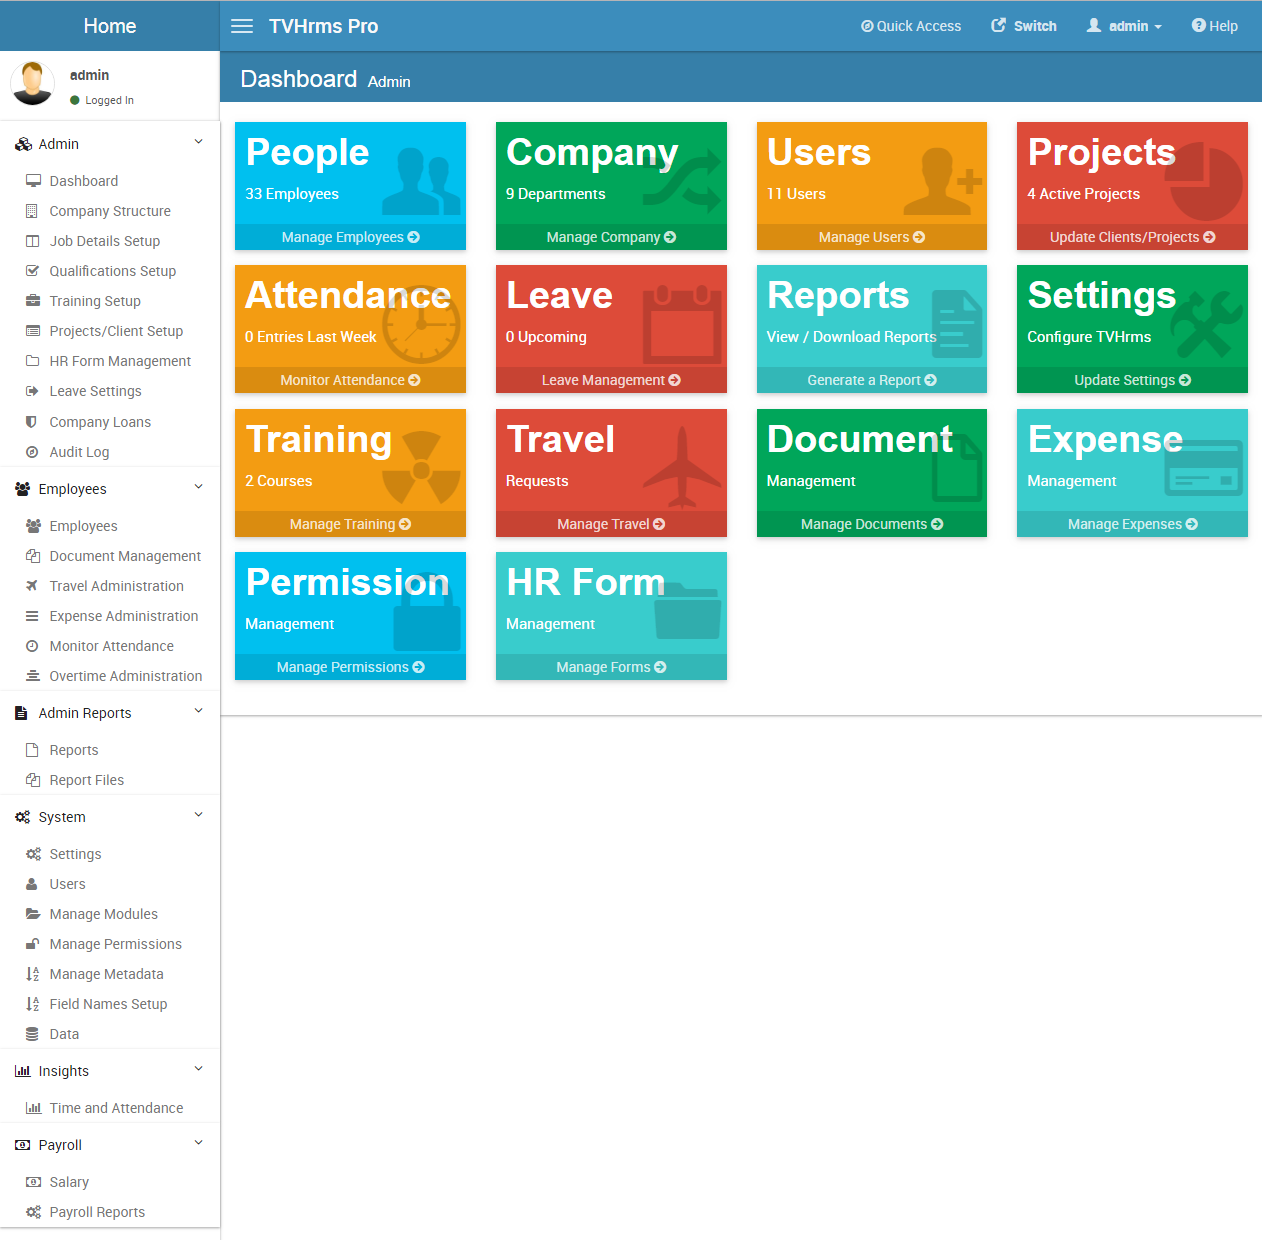 Home
TVHrms Pro
Quick Access
Switch
admin
Help
admin
Logged In
Dashboard Admin
Admin
Dashboard
Company Structure
Job Details Setup
Qualifications Setup
Training Setup
Projects/Client Setup
HR Form Management
Leave Settings
Company Loans
Audit Log
Employees
Employees
Document Management
Travel Administration
Expense Administration
Monitor Attendance
Overtime Administration
Admin Reports
Reports
Report Files
System
Settings
Users
Manage Modules
Manage Permissions
Manage Metadata
Field Names Setup
Data
Insights
Time and Attendance
Payroll
Salary
Payroll Reports
People
33 Employees
Manage Employees
Company
9 Departments
Manage Company
Users
11 Users
Manage Users
Projects
4 Active Projects
Update Clients/Projects
Attendance
0 Entries Last Week
Monitor Attendance
Leave
0 Upcoming
Leave Management
Reports
View / Download Reports
Generate a Report
Settings
Configure TVHrms
Update Settings
Training
2 Courses
Manage Training
Travel
Requests
Manage Travel
Document
Management
Manage Documents
Expense
Management
Manage Expenses
Permission
Management
Manage Permissions
HR Form
Management
Manage Forms